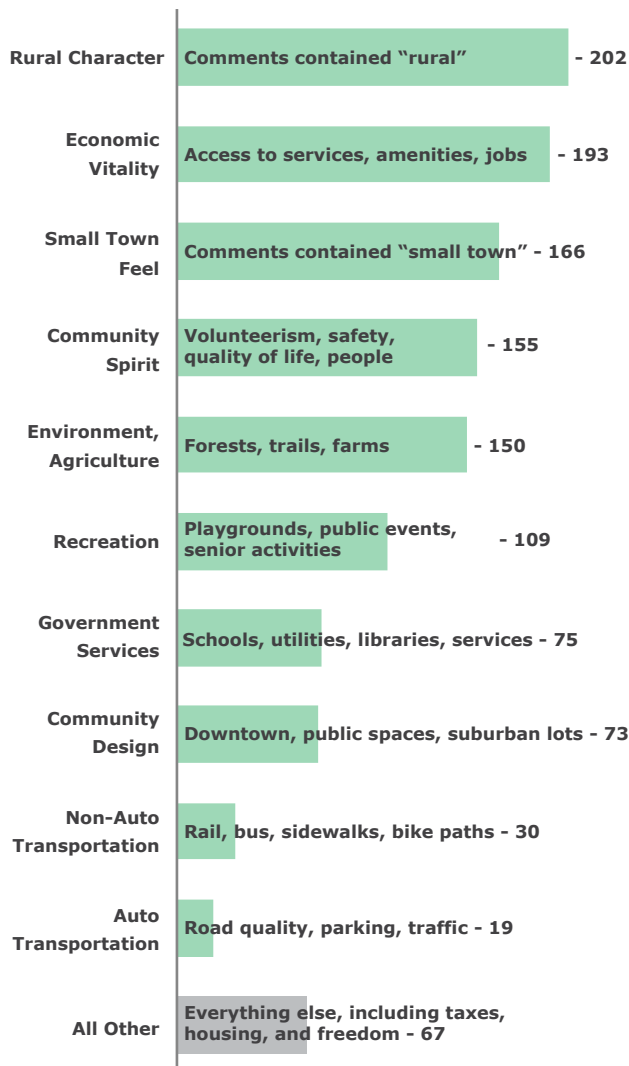 Rural Character Comments contained “rural” - 202
Economic
Vitality
Access to services, amenities, jobs - 193
Small Town
Feel
Comments contained “small town” - 166
Community
Spirit
Volunteerism, safety,
quality of life, people
- 155
Environment,
Agriculture
Forests, trails, farms - 150
Recreation
Playgrounds, public events,
senior activities
- 109
Government
Services
Schools, utilities, libraries, services - 75
Community
Design
Downtown, public spaces, suburban lots - 73
Non-Auto
Transportation
Rail, bus, sidewalks, bike paths - 30
Auto
Transportation
Road quality, parking, traffic - 19
All Other
Everything else, including taxes,
housing, and freedom - 67